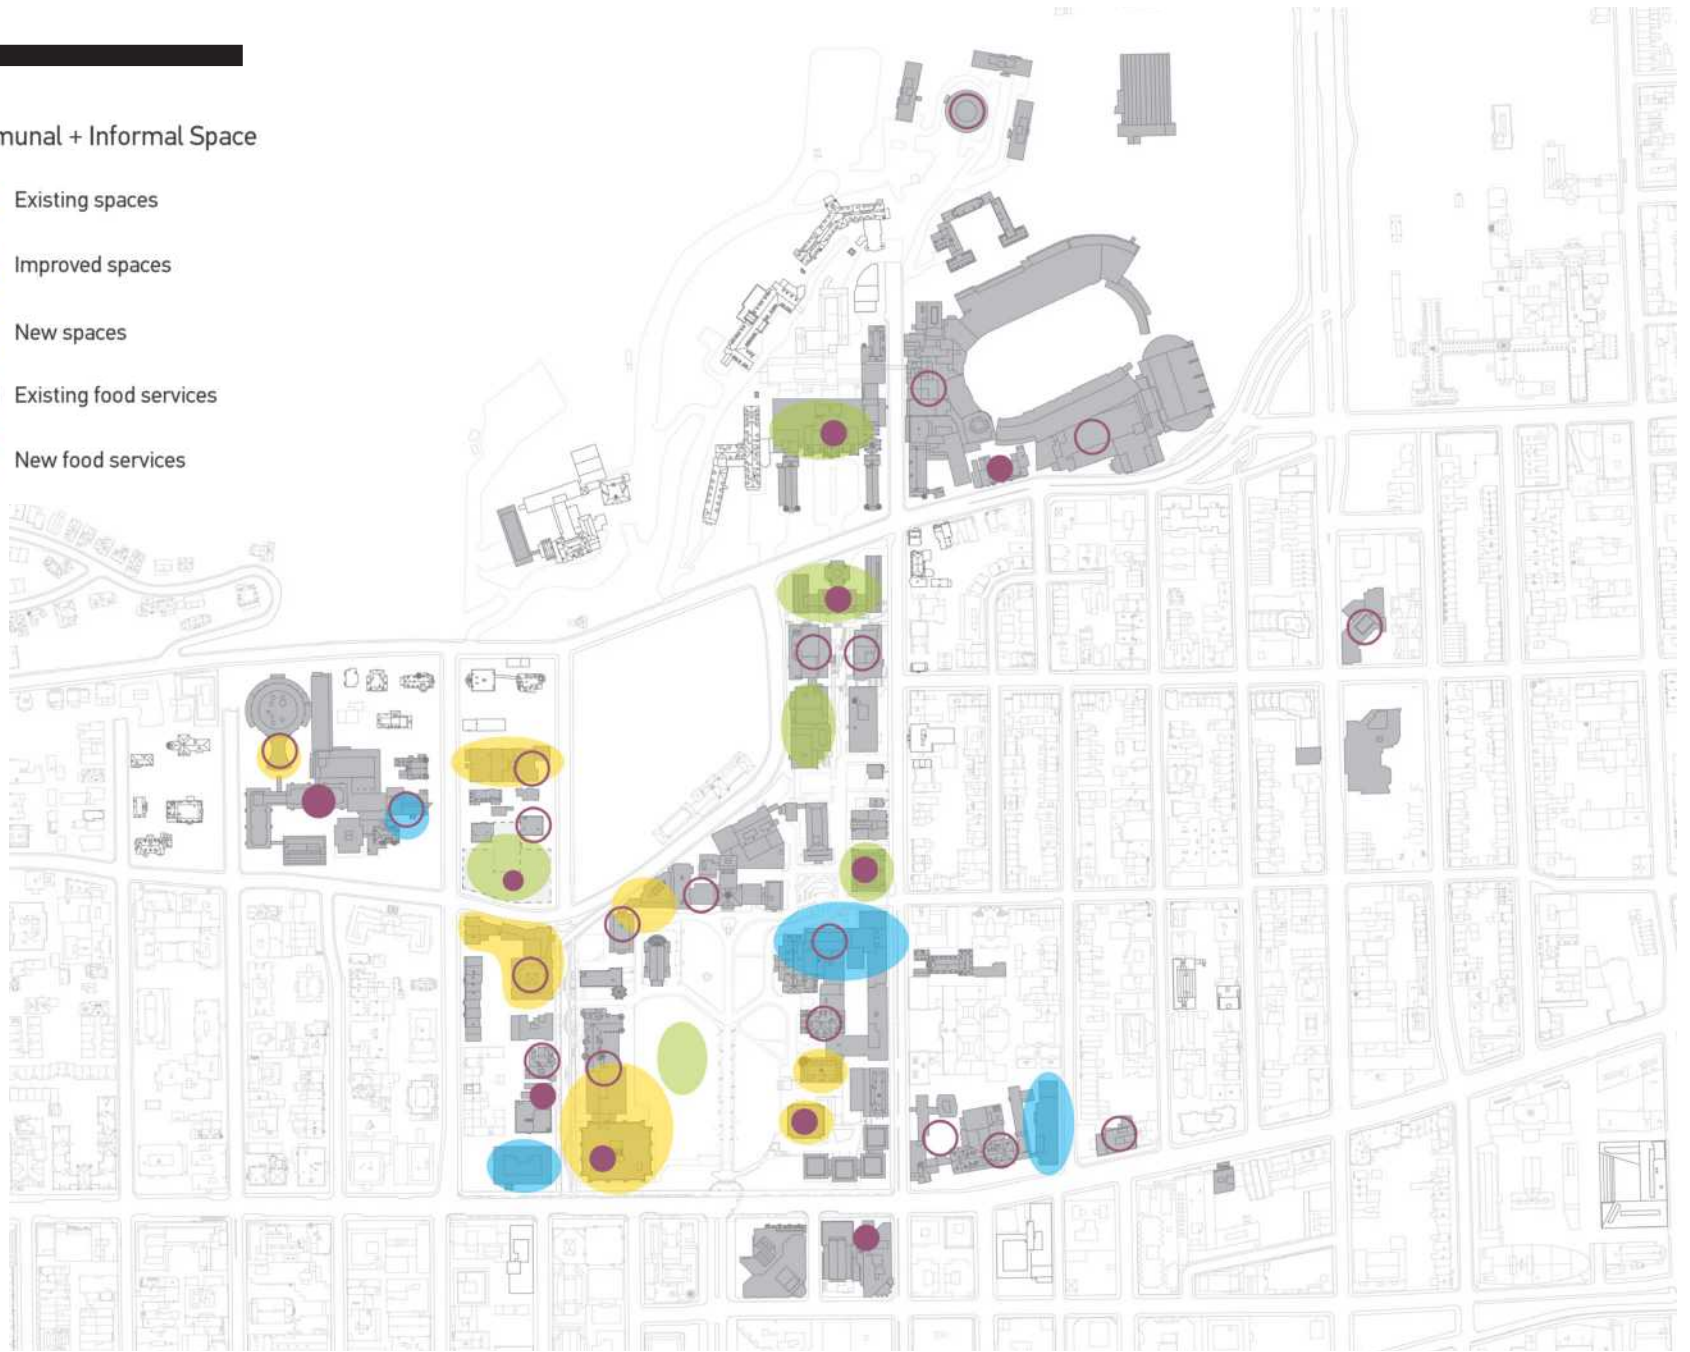 munal + Informal Space
Existing spaces
Improved spaces
New spaces
Existing food services
New food services